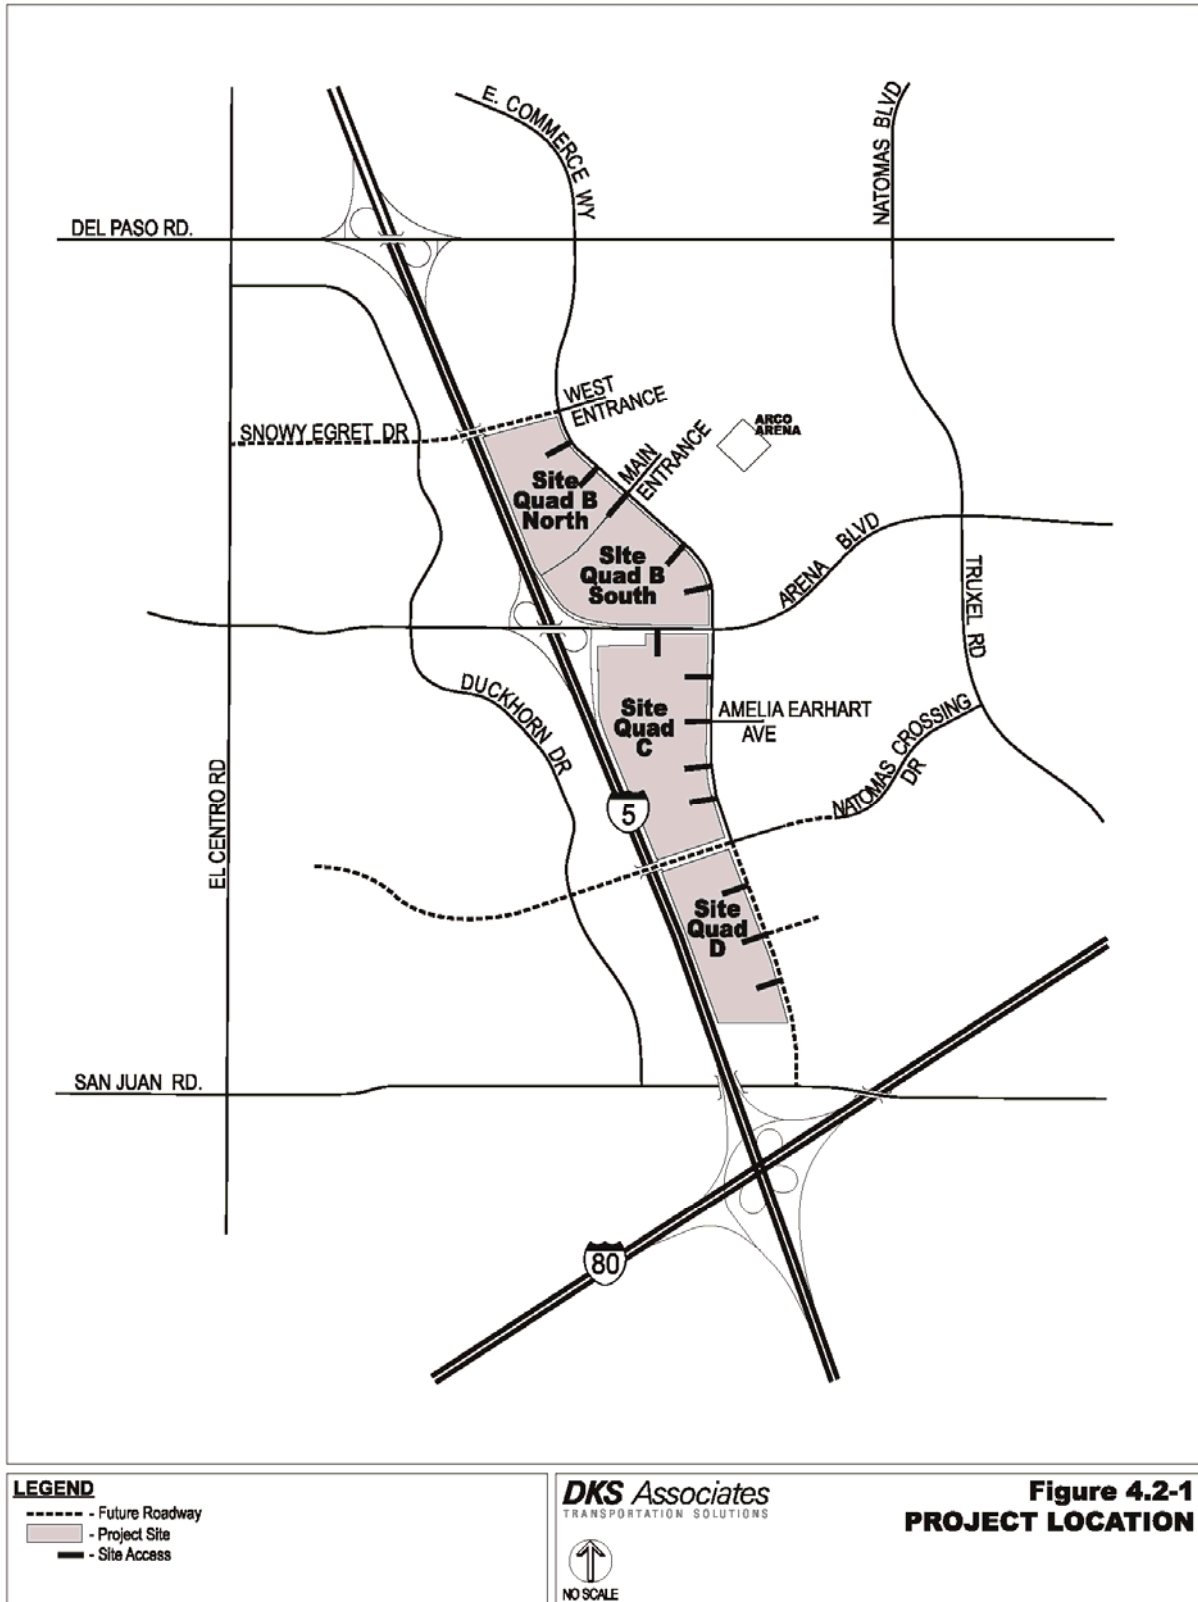 E. COMMERCE WY
NATOMAS BLVD
DEL PASO RD.
WEST
ENTRANCE
SNOWY EGRET DR
MAIN
ENTRANCE
ARCO
ARENA
Site
Quad B
North
Site
Quad B
South
ARENA BLVD
TRUXEL RD
DUCKHORN DR
Site
Quad
C
AMELIA EARHART
AVE
NATOMAS CROSSING
DR
EL CENTRO RD
5
Site
Quad
D
SAN JUAN RD.
80
LEGEND
- Future Roadway
- Project Site
- Site Access
DKS Associates
TRANSPORTATION SOLUTIONS
NO SCALE
Figure 4.2-1
PROJECT LOCATION